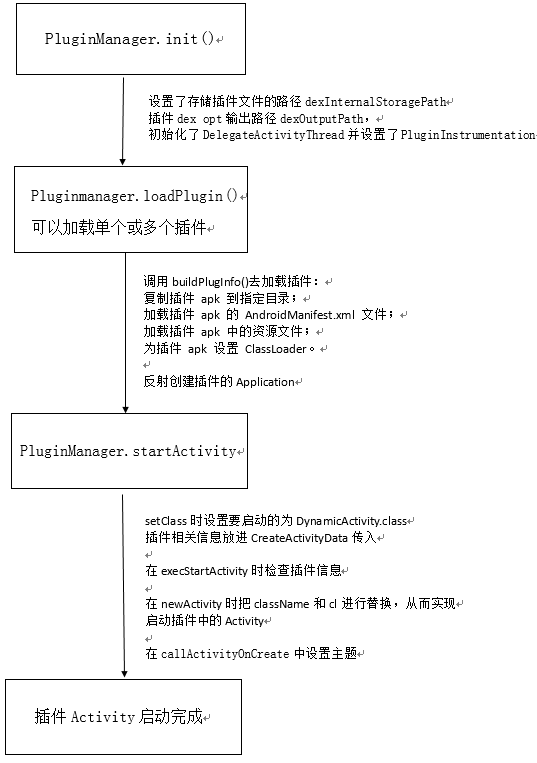 PluginManager.init()
设置了存储插件文件的路径 dexInternalStoragePath
插件 dex opt 输出路径 dexOutputPath，
初始化了 DelegateActivityThread 并设置了 PluginInstrumentation
Pluginmanager.loadPlugin()
可以加载单个或多个插件
调用 buildPlugInfo()去加载插件：
复制插件 apk 到指定目录；
加载插件 apk 的 AndroidManifest.xml 文件；
加载插件 apk 中的资源文件；
为插件 apk 设置 ClassLoader。
反射创建插件的 Application
PluginManager.startActivity
setClass 时设置要启动的为 DynamicActivity.class
插件相关信息放进 CreateActivityData 传入
在 execStartActivity 时检查插件信息
在 newActivity 时把 className 和 cl 进行替换，从而实现
启动插件中的 Activity
在 callActivityOnCreate 中设置主题
插件 Activity 启动完成